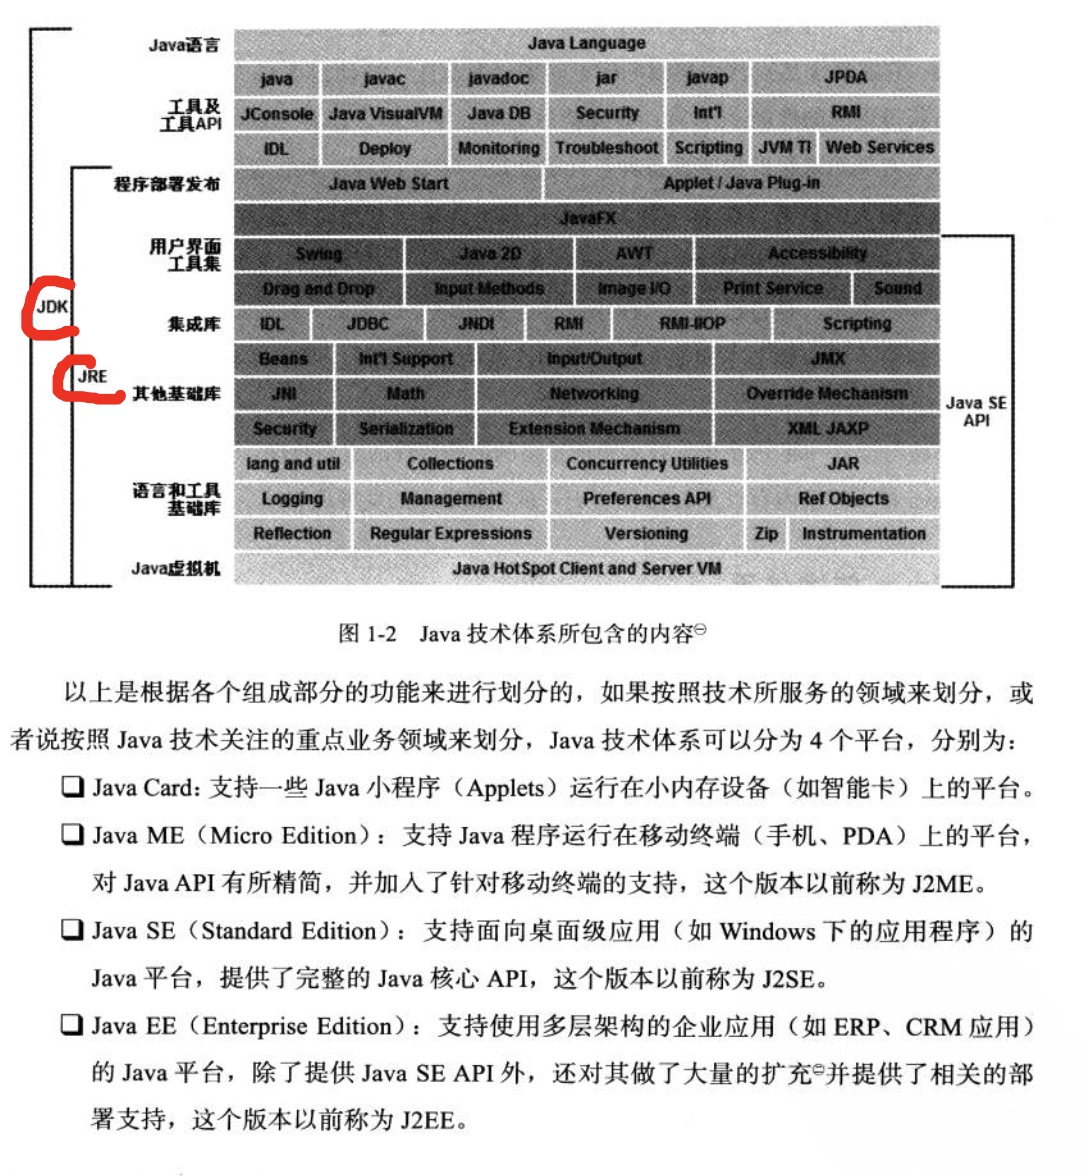 Java语言 Java Language
java javac javadoc jar javap JPDA
工具及
工具API
JConsole Java VisualVM Java DB Security Int'l RMI
IDL Deploy Monitoring Troubleshoot Scripting JVM TI Web Services
程序部署发布 Java Web Start Applet / Java Plug-in
JavaFX
用户界面
工具集
Swing Java 2D AWT Accessibility
Drag and Drop Input Methods Image I/O Print Service Sound
JDK
集成库 IDL JDBC JNDI RMI RMI-IIOP Scripting
Beans Int'l Support Input/Output JMX
JRE
其他基础库 JNI Math Networking Override Mechanism
Java SE
API
Security Serialization Extension Mechanism XML JAXP
lang and util Collections Concurrency Utilities JAR
语言和工具
基础库
Logging Management Preferences API Ref Objects
Reflection Regular Expressions Versioning Zip Instrumentation
Java虚拟机 Java HotSpot Client and Server VM
图 1-2 Java 技术体系所包含的内容㊀
以上是根据各个组成部分的功能来进行划分的，如果按照技术所服务的领域来划分，或
者说按照 Java 技术关注的重点业务领域来划分，Java 技术体系可以分为 4 个平台，分别为：
❑ Java Card: 支持一些 Java 小程序（Applets）运行在小内存设备（如智能卡）上的平台。
❑ Java ME（Micro Edition）：支持 Java 程序运行在移动终端（手机、PDA）上的平台，
对 Java API 有所精简，并加入了针对移动终端的支持，这个版本以前称为 J2ME。
❑ Java SE（Standard Edition）：支持面向桌面级应用（如 Windows 下的应用程序）的
Java 平台，提供了完整的 Java 核心 API，这个版本以前称为 J2SE。
❑ Java EE（Enterprise Edition）：支持使用多层架构的企业应用（如 ERP、CRM 应用）
的 Java 平台，除了提供 Java SE API 外，还对其做了大量的扩充㊁并提供了相关的部
署支持，这个版本以前称为 J2EE。